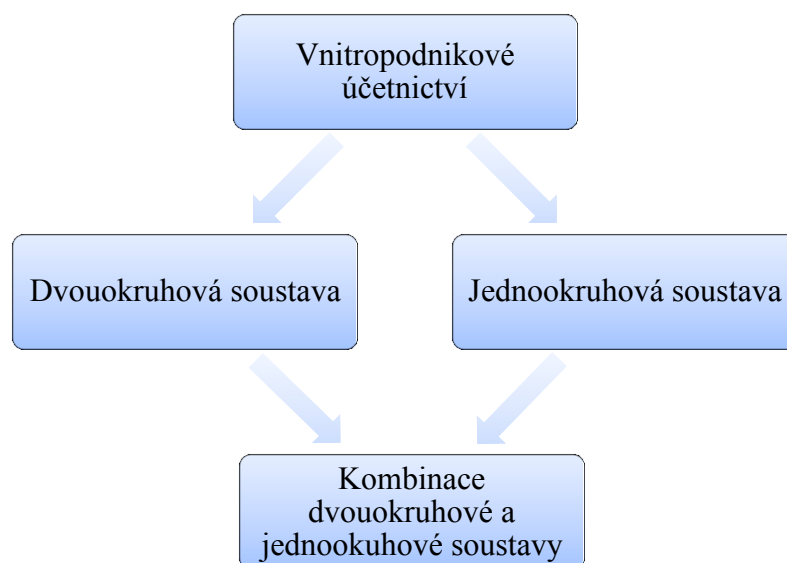 Vnitropodnikové
účetnictví
Dvouokruhová soustava
Jednookruhová soustava
Kombinace
dvouokruhové a
jednookuhové soustavy